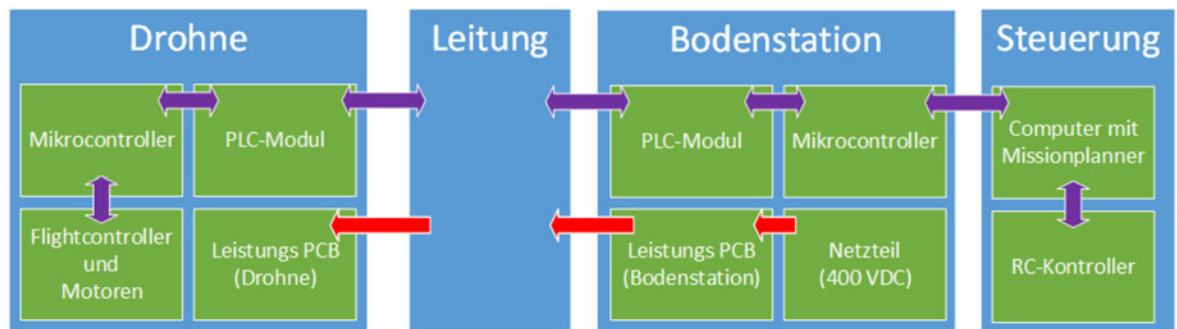 Drohne
Leitung
Bodenstation
Steuerung
Mikrocontroller
PLC-Modul
PLC-Modul
Mikrocontroller
Computer mit
Missionplanner
Flightcontroller
und
Motoren
Leistungs PCB
(Drohne)
Leistungs PCB
(Bodenstation)
Netzteil
(400 VDC)
RC-Kontroller